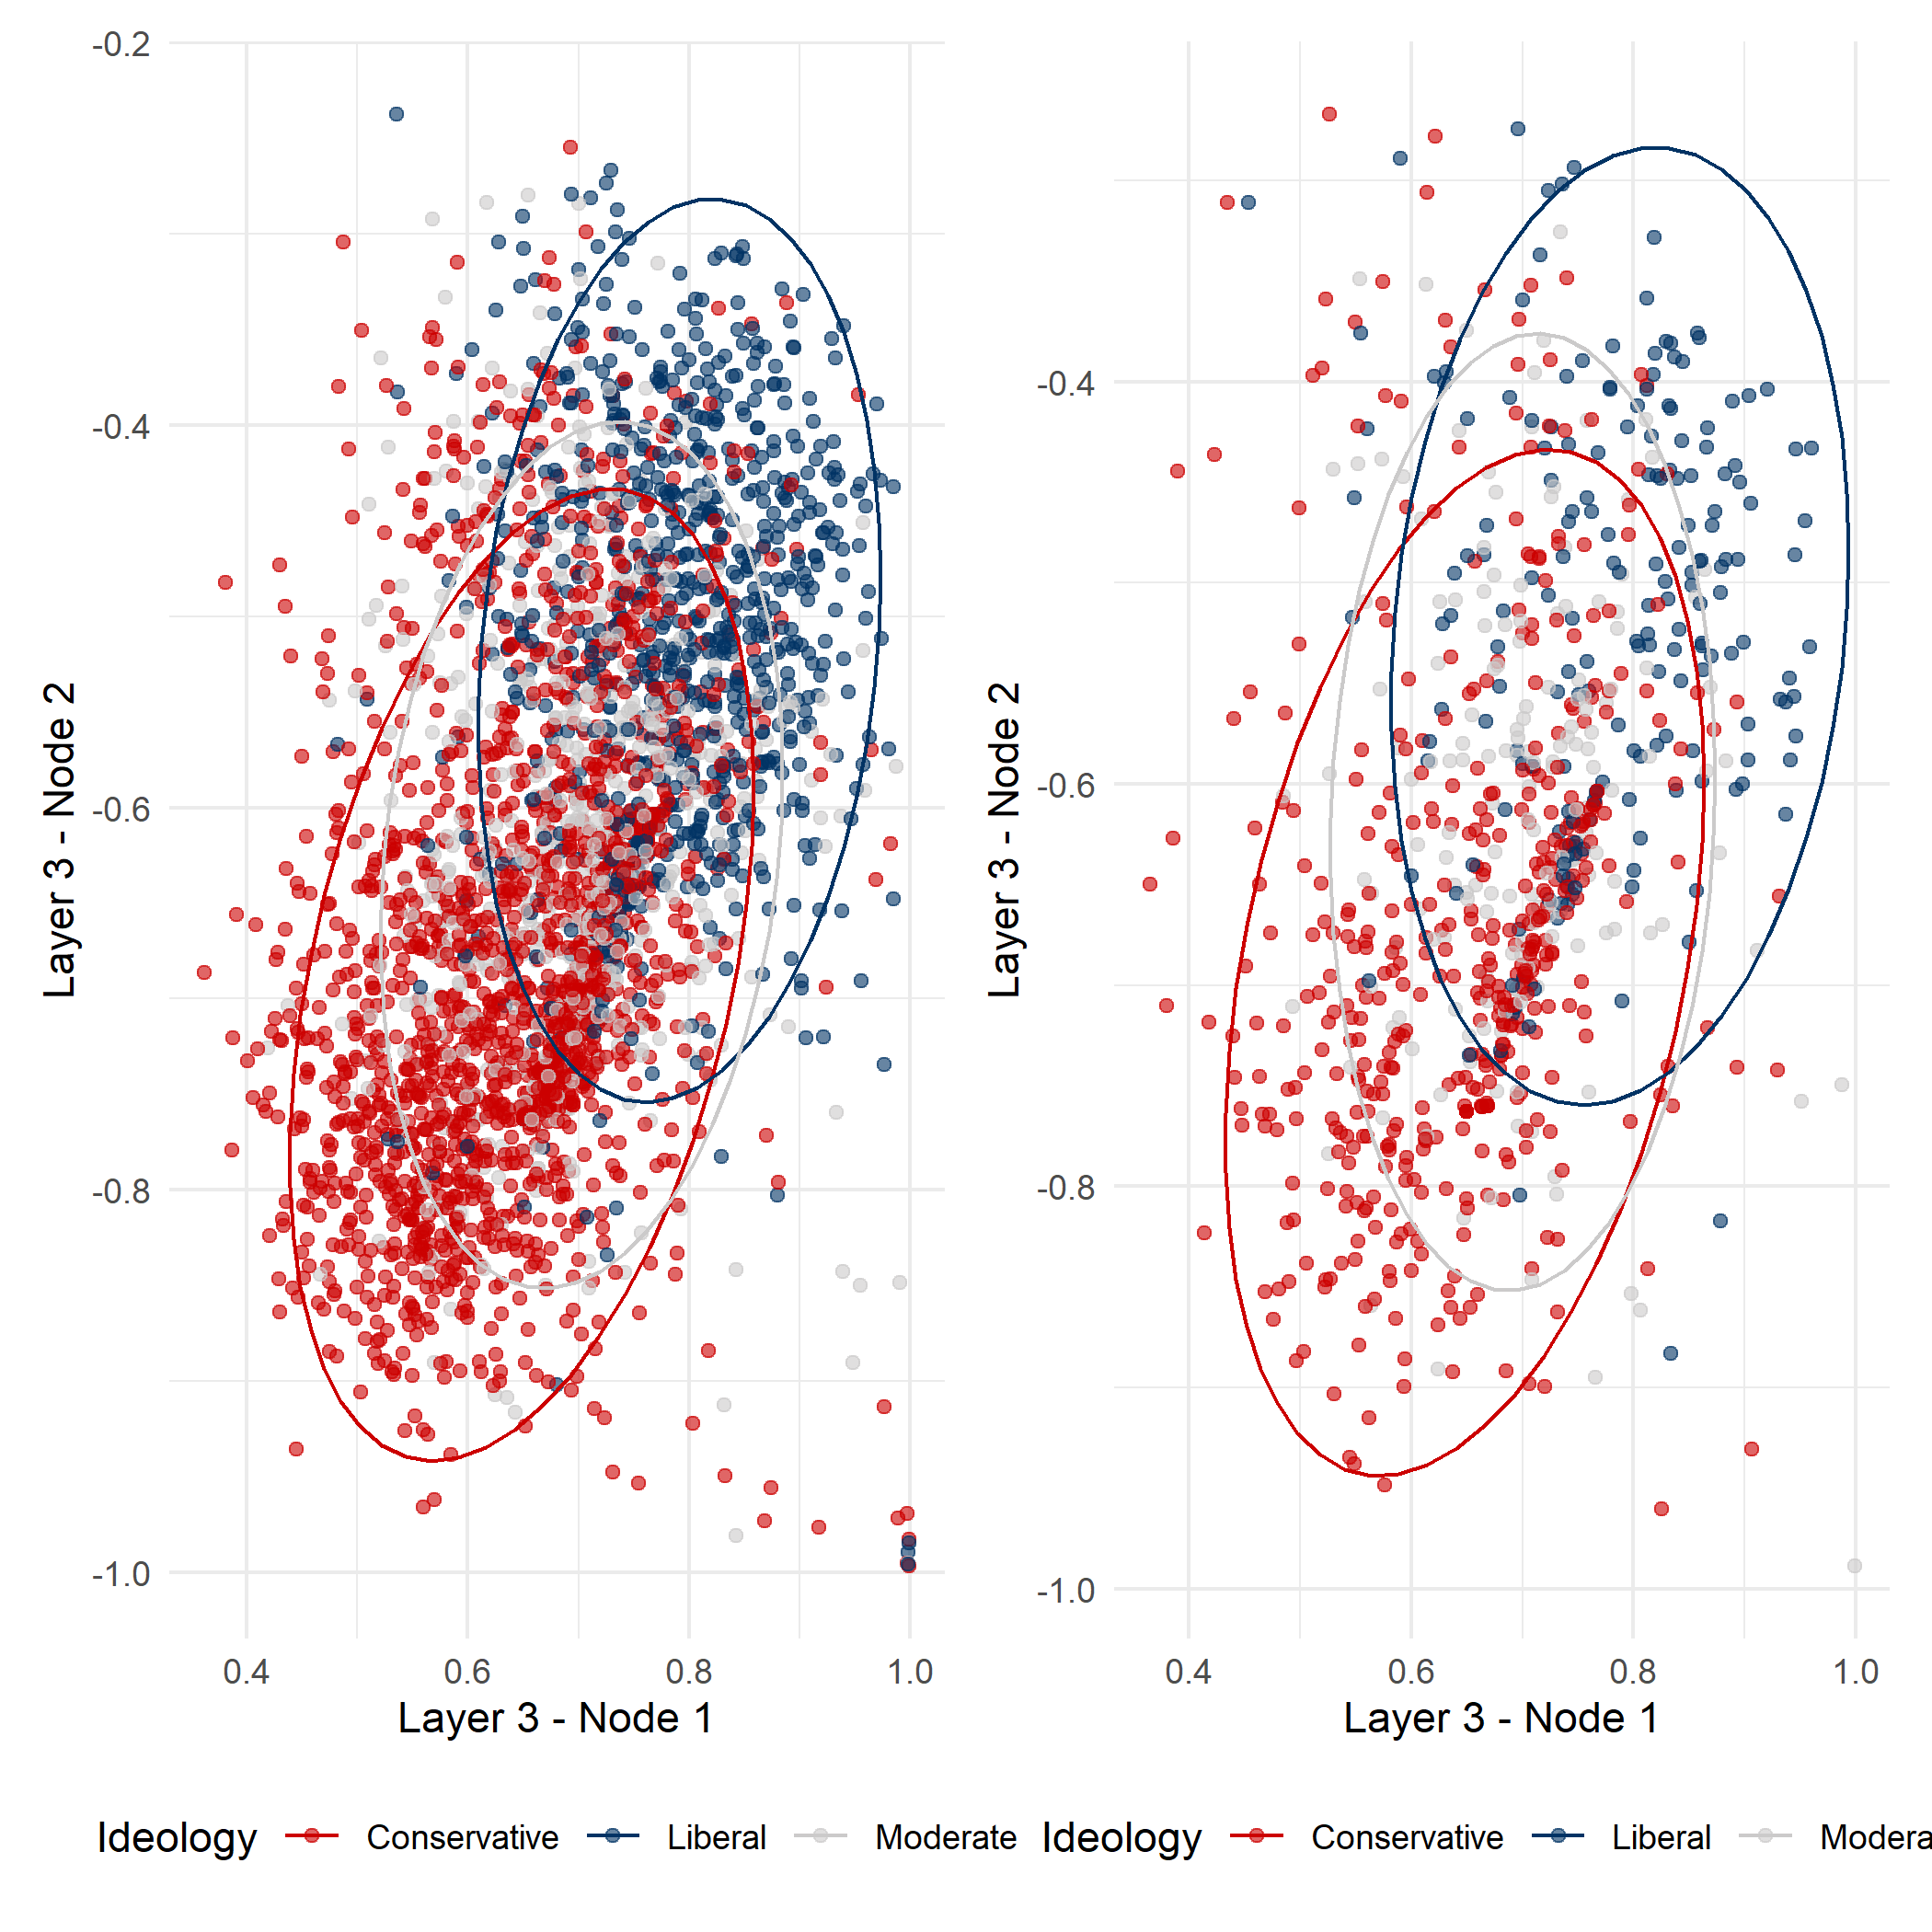 -0.2
-0.4
-0.6
-0.8
-1.0
Layer 3 - Node 2
0.4 0.6 0.8 1.0
Layer 3 - Node 1
Ideology Conservative Liberal Moderate
-0.4
-0.6
-0.8
-1.0
Layer 3 - Node 2
0.4 0.6 0.8 1.0
Layer 3 - Node 1
Ideology Conservative Liberal Modera